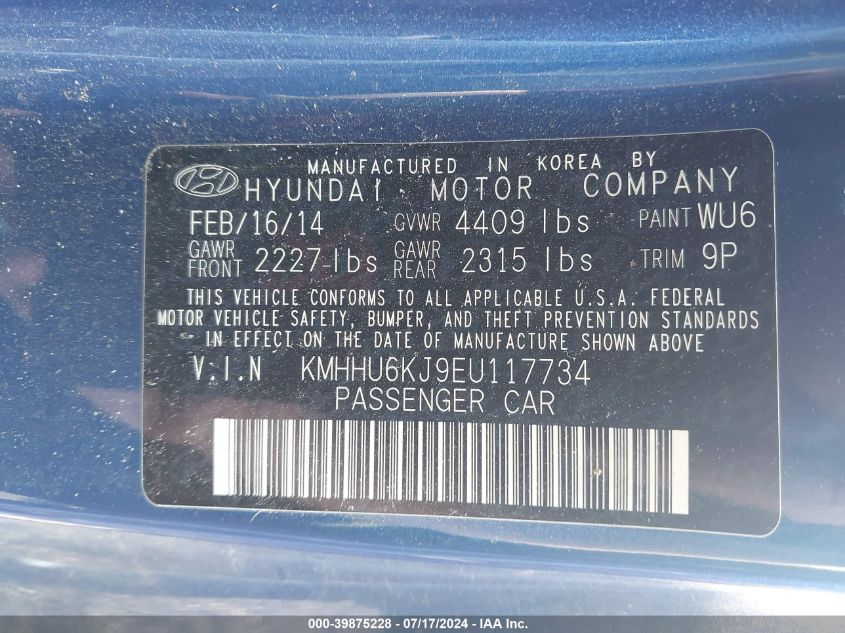 MANUFACTURED IN KOREA BY
HYUNDAI MOTOR COMPANY
FEB/16/14 GVWR 4409 lbs PAINT WU6
GAWR FRONT 2227 lbs GAWR REAR 2315 lbs TRIM 9P
THIS VEHICLE CONFORMS TO ALL APPLICABLE U.S.A. FEDERAL
MOTOR VEHICLE SAFETY, BUMPER, AND THEFT PREVENTION STANDARDS
IN EFFECT ON THE DATE OF MANUFACTURE SHOWN ABOVE
V.I.N KMHHU6KJ9EU117734
PASSENGER CAR
000-39875228 - 07/17/2024 - IAA Inc.